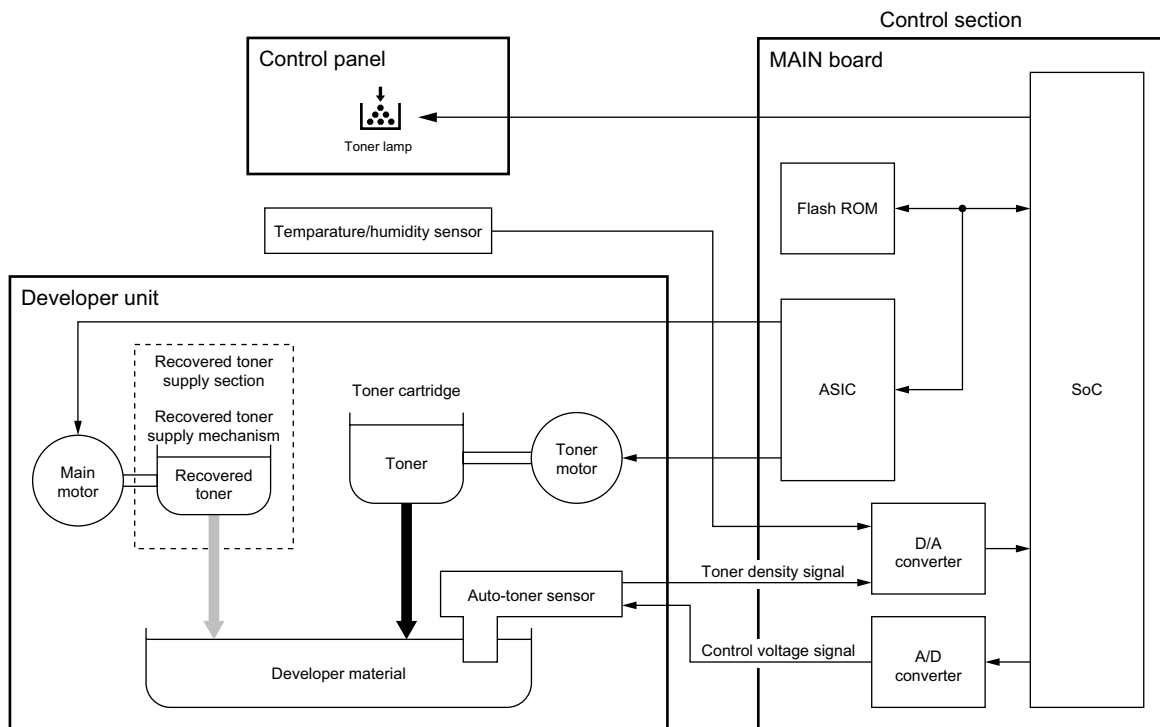 Control section
Control panel
Toner lamp
MAIN board
Flash ROM
Temparature/humidity sensor
Developer unit
Recovered toner
supply section
Recovered toner
supply mechanism
Main
motor
Recovered
toner
Toner cartridge
Toner
Toner
motor
ASIC
SoC
D/A
converter
Toner density signal
Auto-toner sensor
Control voltage signal
A/D
converter
Developer material